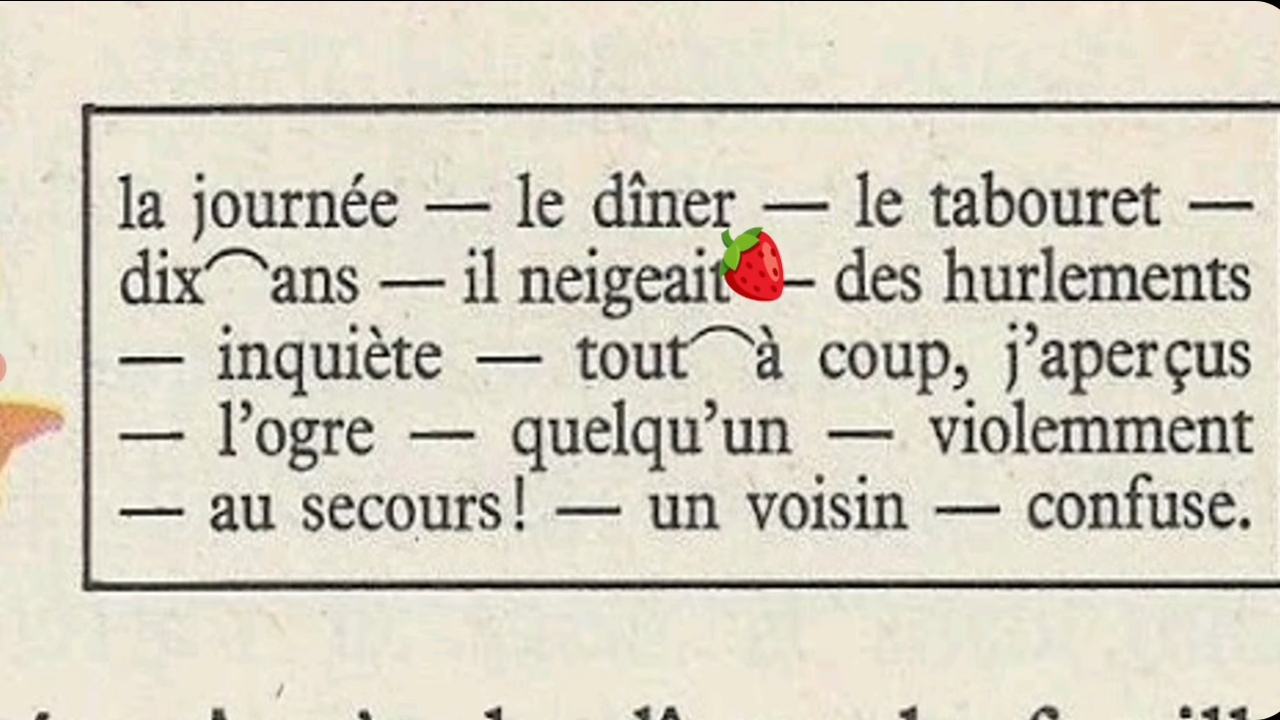 la journée — le dîner — le tabouret —
dix‿ans — il neigeait — des hurlements
— inquiète — tout‿à coup, j’aperçus
— l’ogre — quelqu’un — violemment
— au secours! — un voisin — confuse.